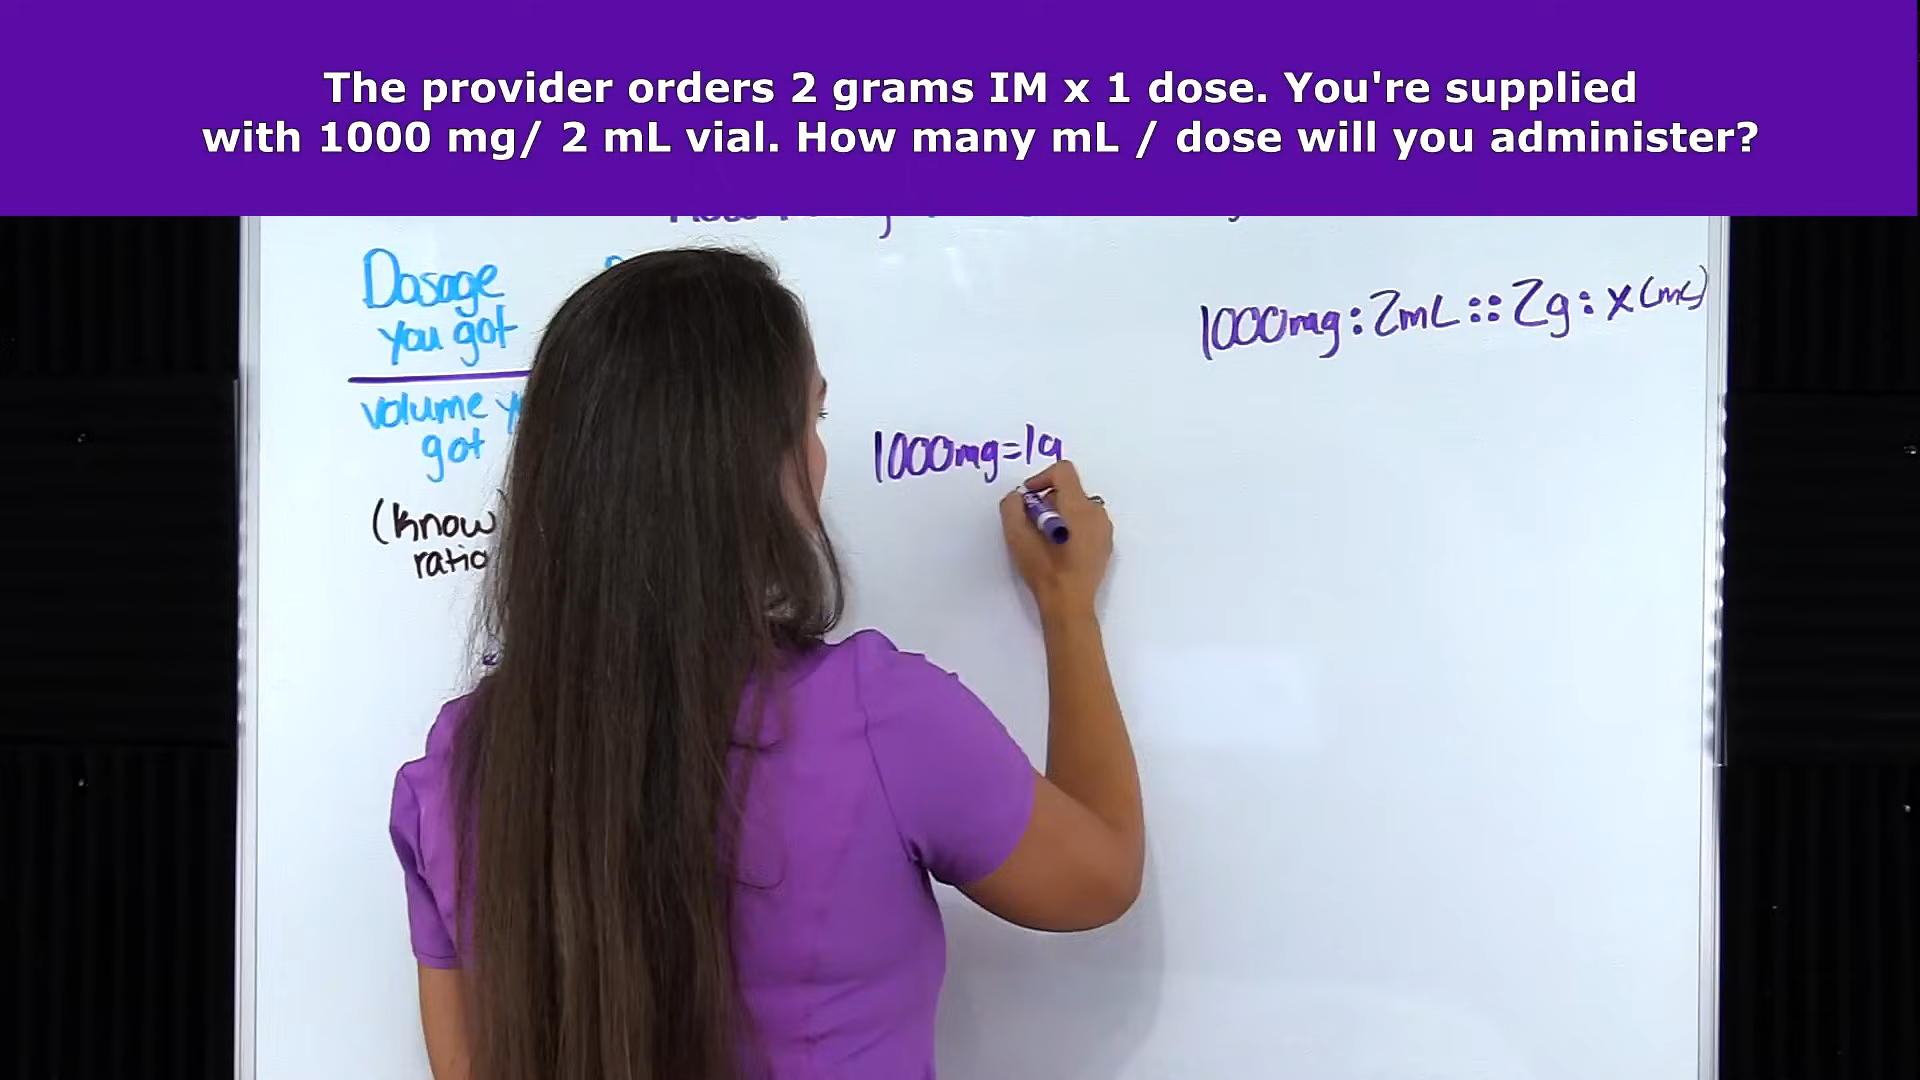 The provider orders 2 grams IM x 1 dose. You're supplied
with 1000 mg/ 2 mL vial. How many mL / dose will you administer?
Dosage
you got
volume
got
(know
ratio
1000mg:2mL::2g:x(mL)
1000mg=1g